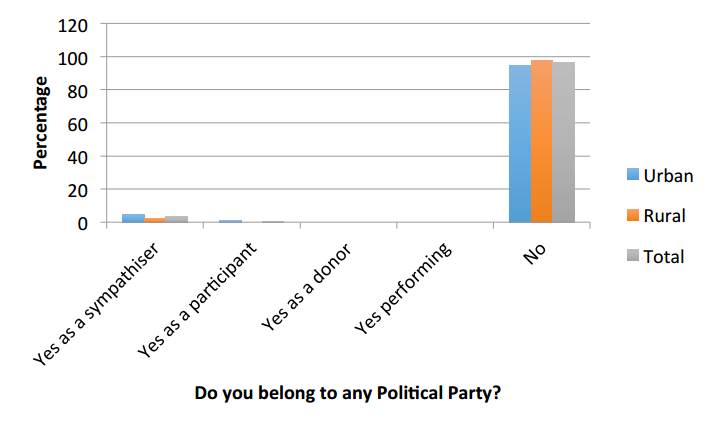 120
100
80
60
40
20
0
Percentage
Yes as a sympathiser
Yes as a participant
Yes as a donor
Yes performing
No
Do you belong to any Political Party?
Urban
Rural
Total